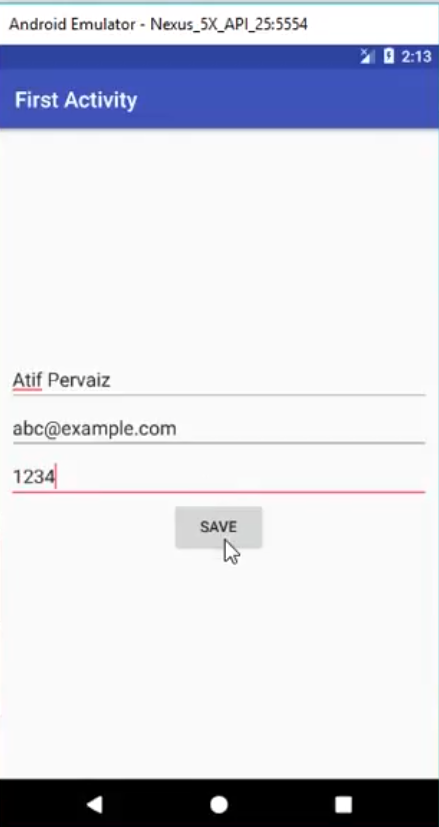 Android Emulator - Nexus_5X_API_25:5554
2:13
First Activity
Atif Pervaiz
abc@example.com
1234
SAVE